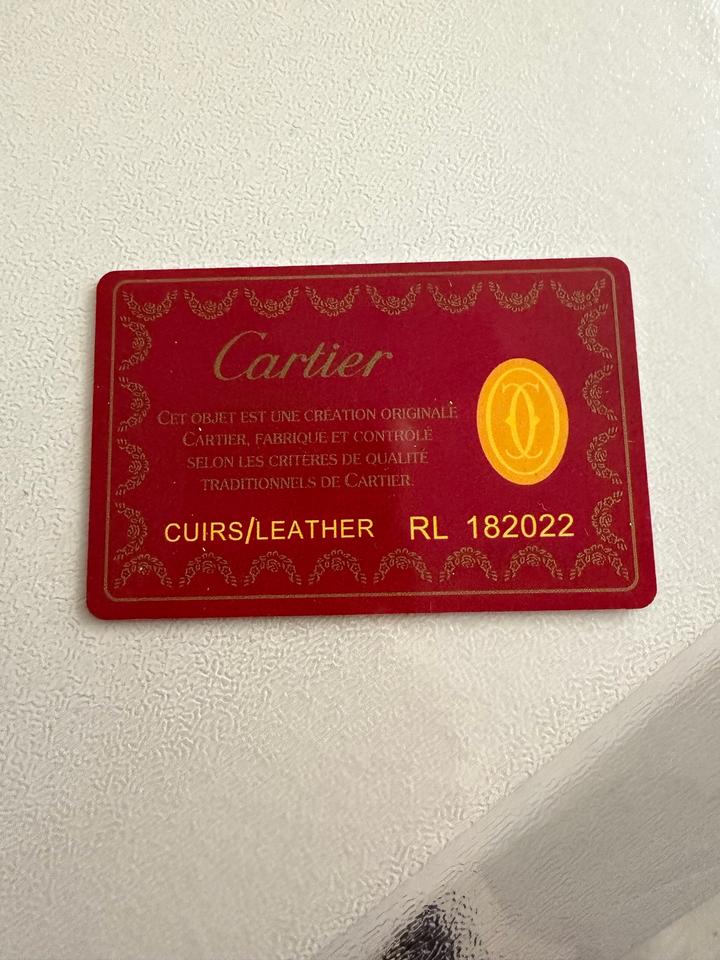 Cartier
CET OBJET EST UNE CRÉATION ORIGINALE
CARTIER, FABRIQUE ET CONTROLÉ
SELON LES CRITÈRES DE QUALITÉ
TRADITIONNELS DE CARTIER.
CUIRS/LEATHER RL 182022